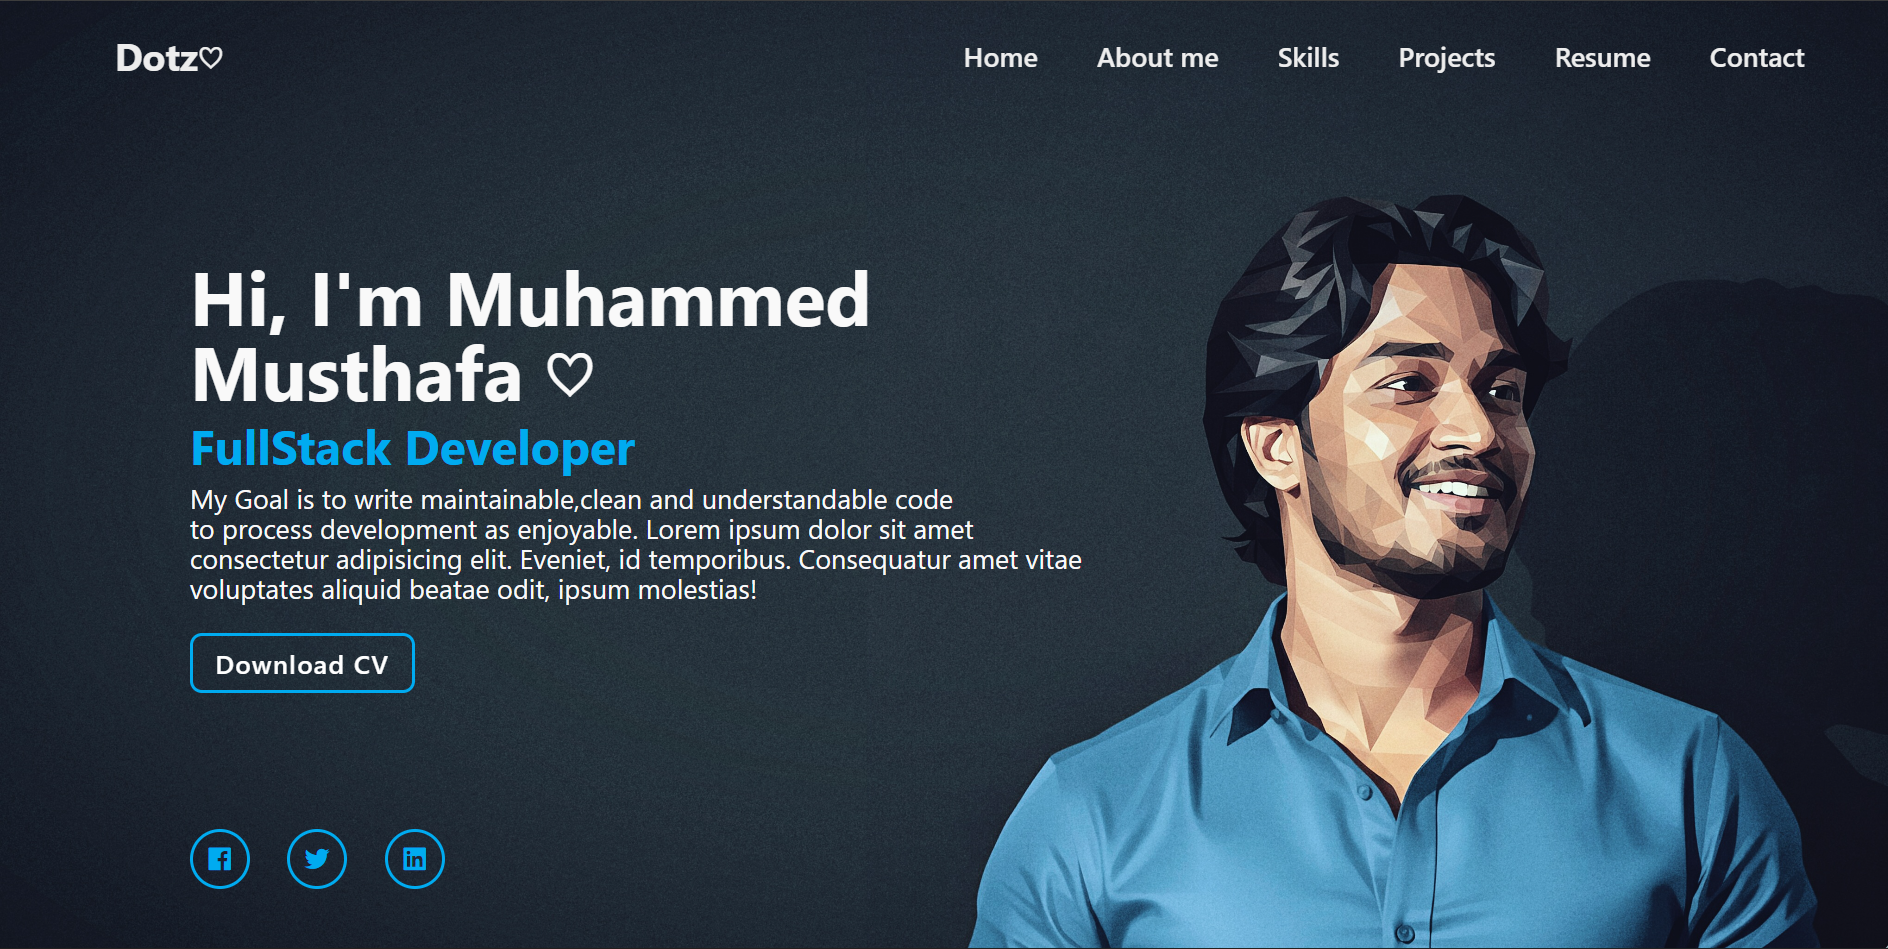 Dotz♡
Home About me Skills Projects Resume Contact
Hi, I'm Muhammed
Musthafa ♡
FullStack Developer
My Goal is to write maintainable,clean and understandable code
to process development as enjoyable. Lorem ipsum dolor sit amet
consectetur adipisicing elit. Eveniet, id temporibus. Consequatur amet vitae
voluptates aliquid beatae odit, ipsum molestias!
Download CV